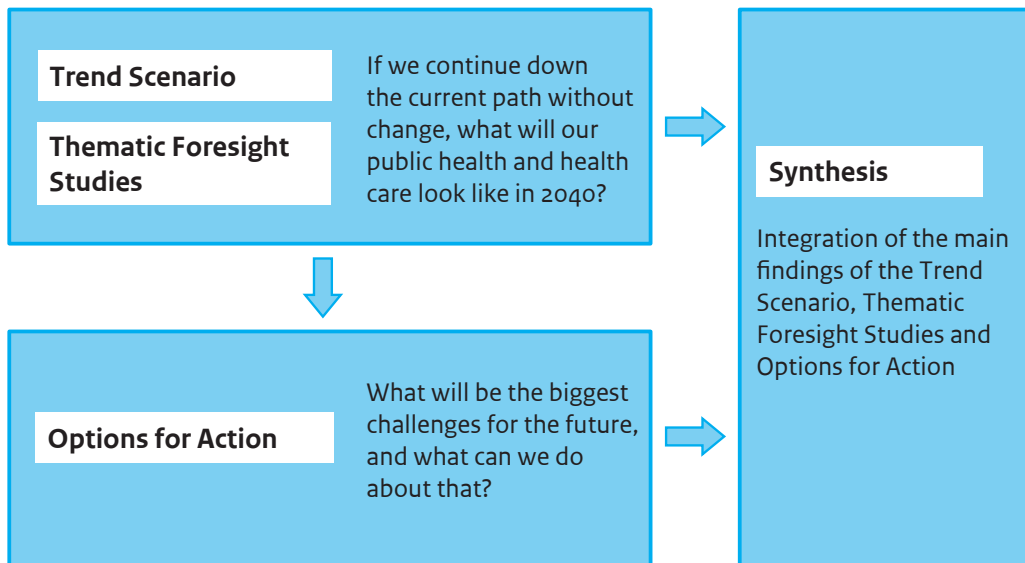 Trend Scenario
Thematic Foresight
Studies
If we continue down
the current path without
change, what will our
public health and health
care look like in 2040?
Options for Action
What will be the biggest
challenges for the future,
and what can we do
about that?
Synthesis
Integration of the main
findings of the Trend
Scenario, Thematic
Foresight Studies and
Options for Action